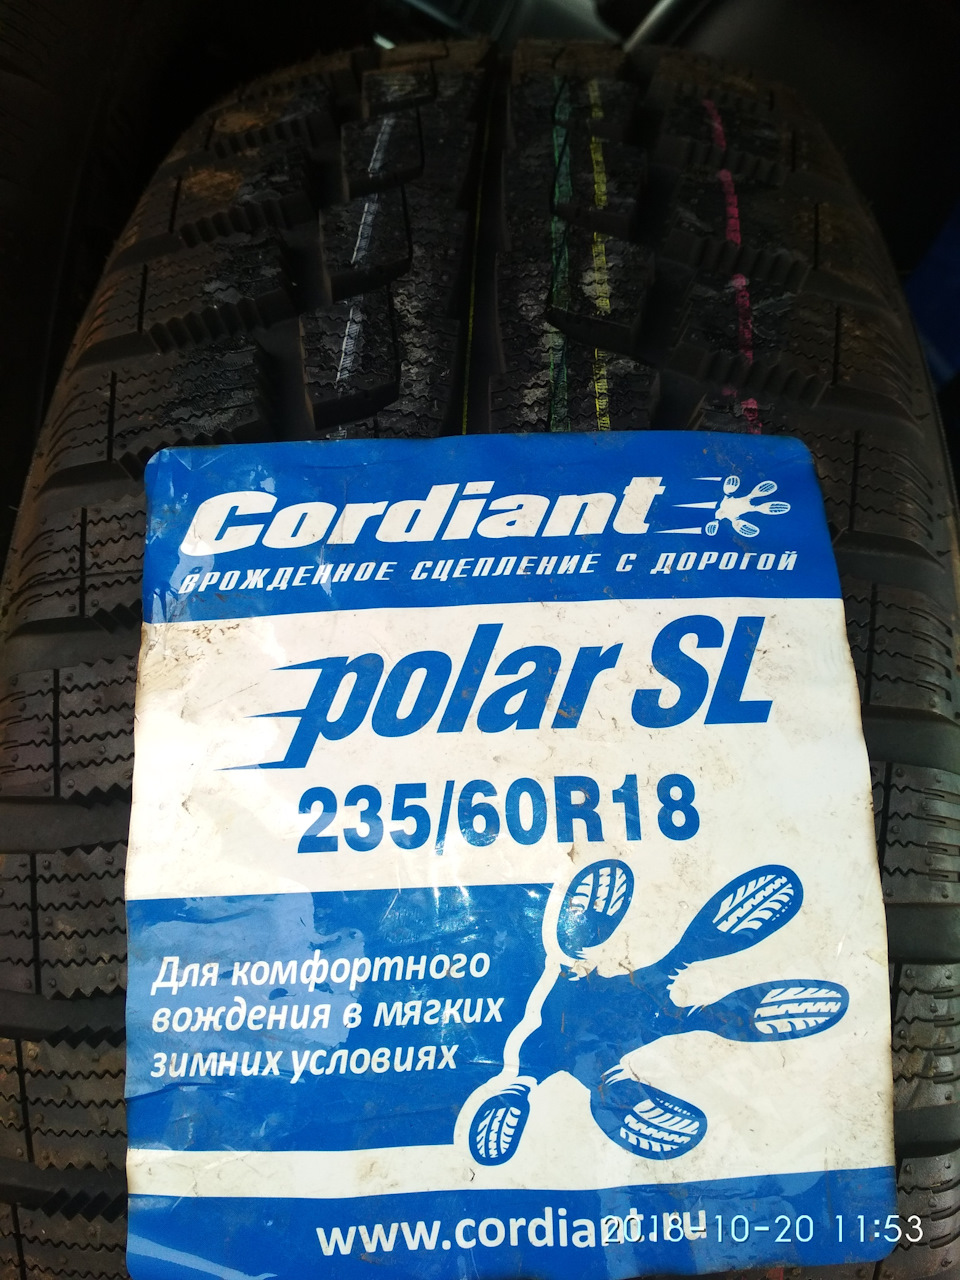 Cordiant
ВРОЖДЕННОЕ СЦЕПЛЕНИЕ С ДОРОГОЙ
polar SL
235/60R18
Для комфортного
вождения в мягких
зимних условиях
www.cordiant.ru
2018-10-20 11:53